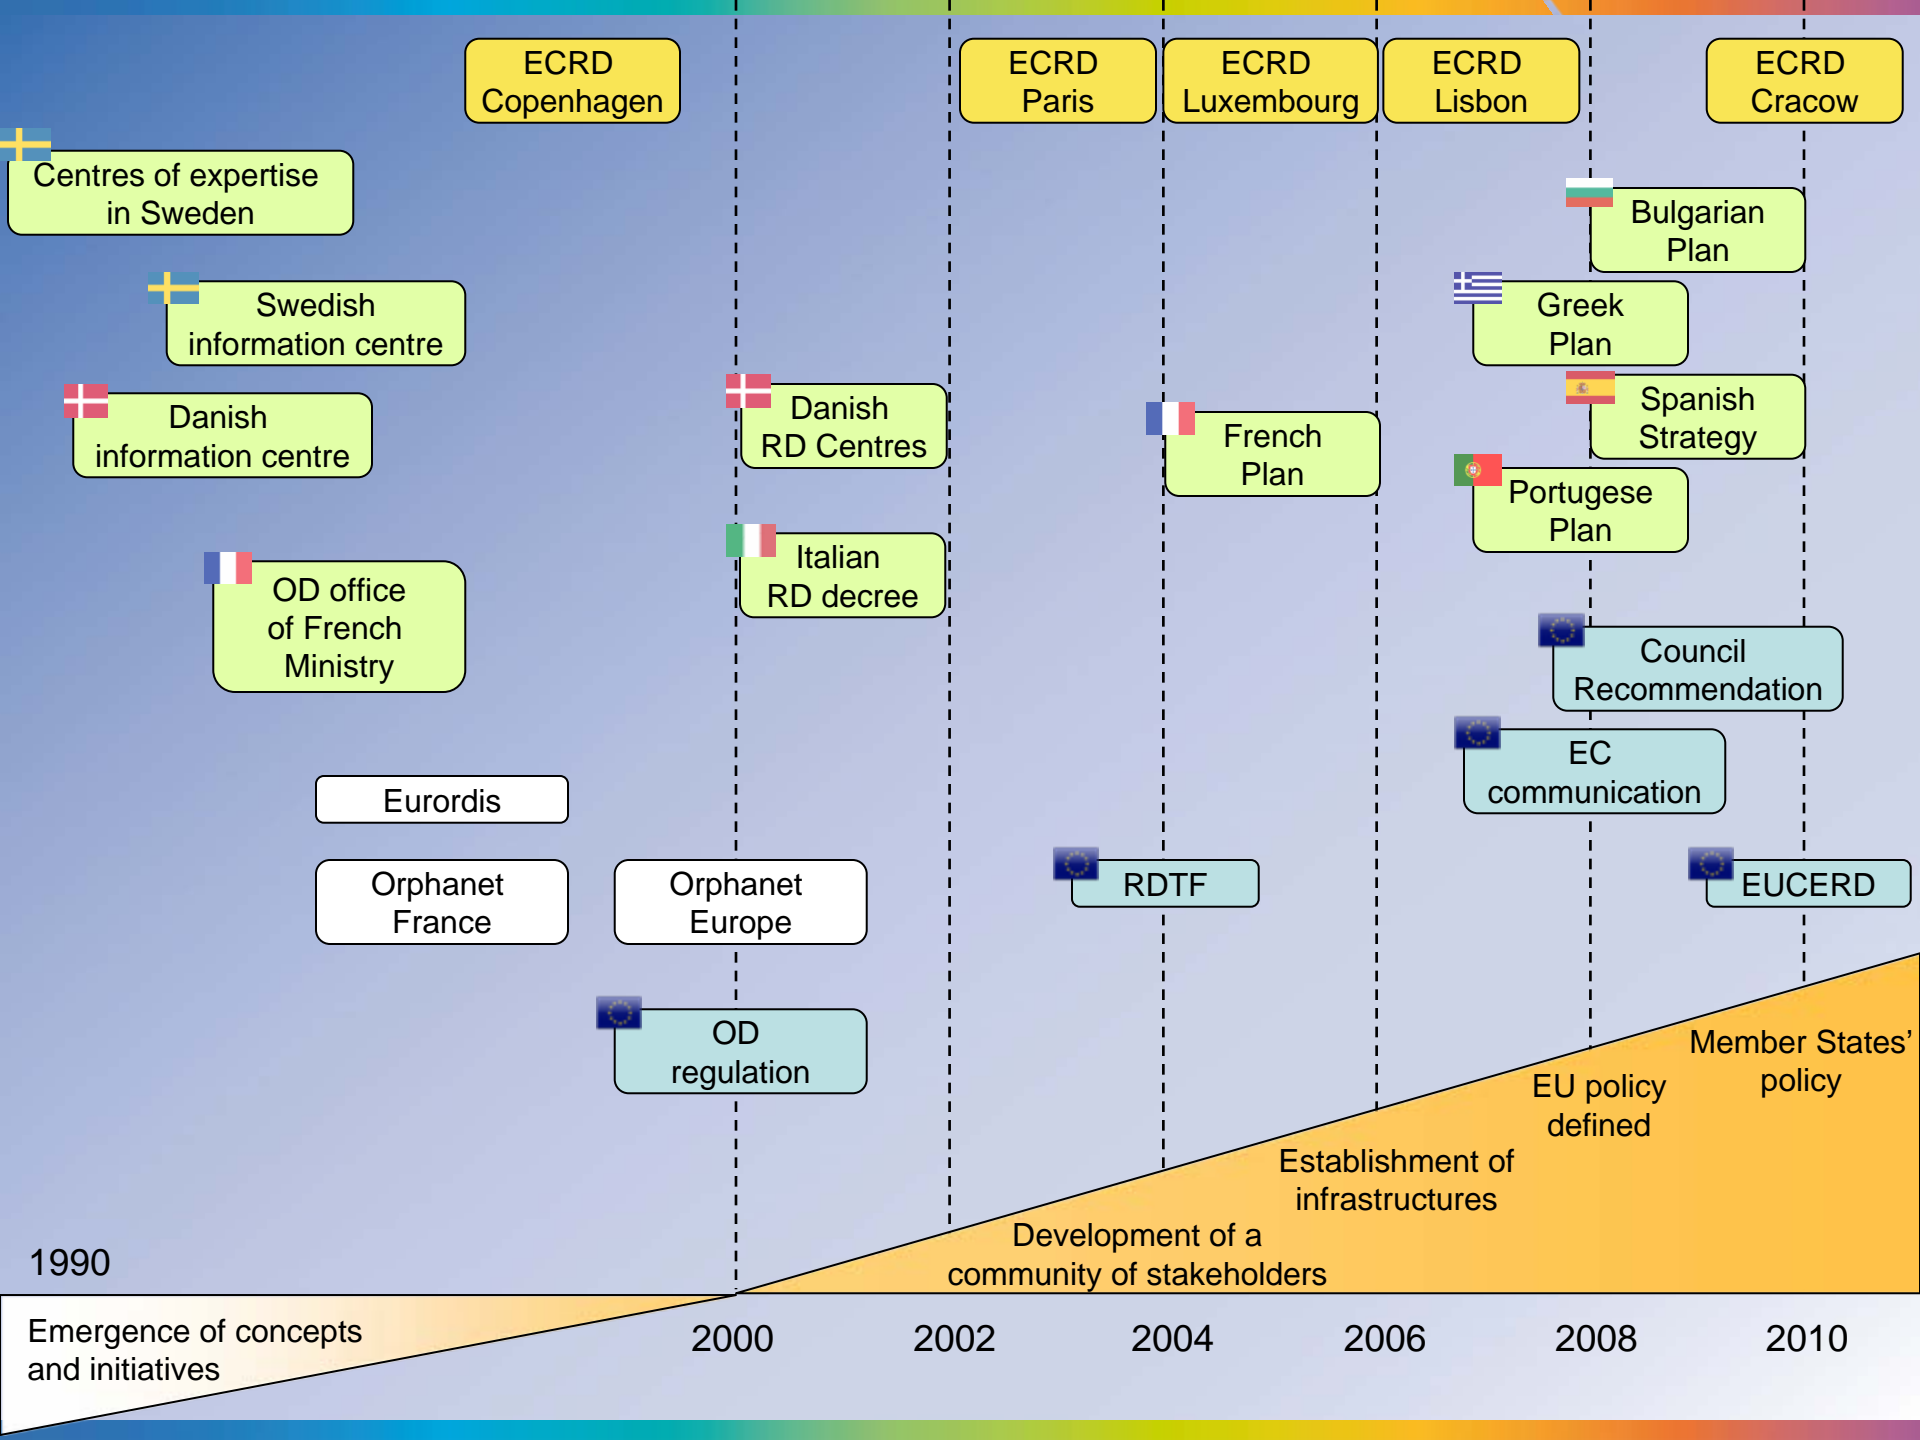 ECRD
Copenhagen
ECRD
Paris
ECRD
Luxembourg
ECRD
Lisbon
ECRD
Cracow
Centres of expertise
in Sweden
Bulgarian
Plan
Swedish
information centre
Greek
Plan
Danish
information centre
Danish
RD Centres
French
Plan
Spanish
Strategy
Portugese
Plan
Italian
RD decree
OD office
of French
Ministry
Council
Recommendation
EC
communication
Eurordis
Orphanet
France
Orphanet
Europe
RDTF
EUCERD
OD
regulation
Member States’
policy
EU policy
defined
Establishment of
infrastructures
Development of a
community of stakeholders
1990
Emergence of concepts
and initiatives
2000
2002
2004
2006
2008
2010